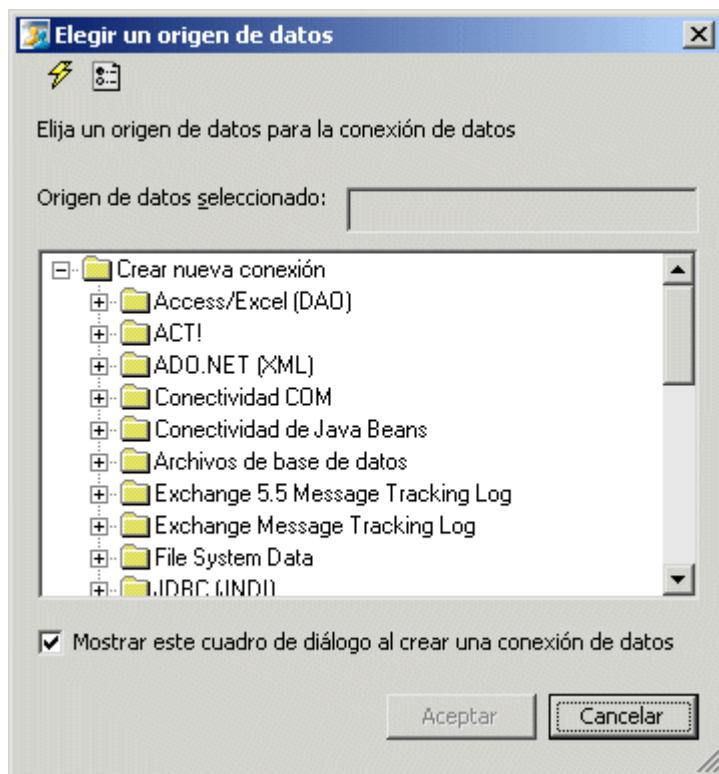 Elegir un origen de datos
Elija un origen de datos para la conexión de datos
Origen de datos seleccionado:
Crear nueva conexión
Access/Excel (DAO)
ACT!
ADO.NET (XML)
Conectividad COM
Conectividad de Java Beans
Archivos de base de datos
Exchange 5.5 Message Tracking Log
Exchange Message Tracking Log
File System Data
JDBC (JNDI)
Mostrar este cuadro de diálogo al crear una conexión de datos
Aceptar Cancelar